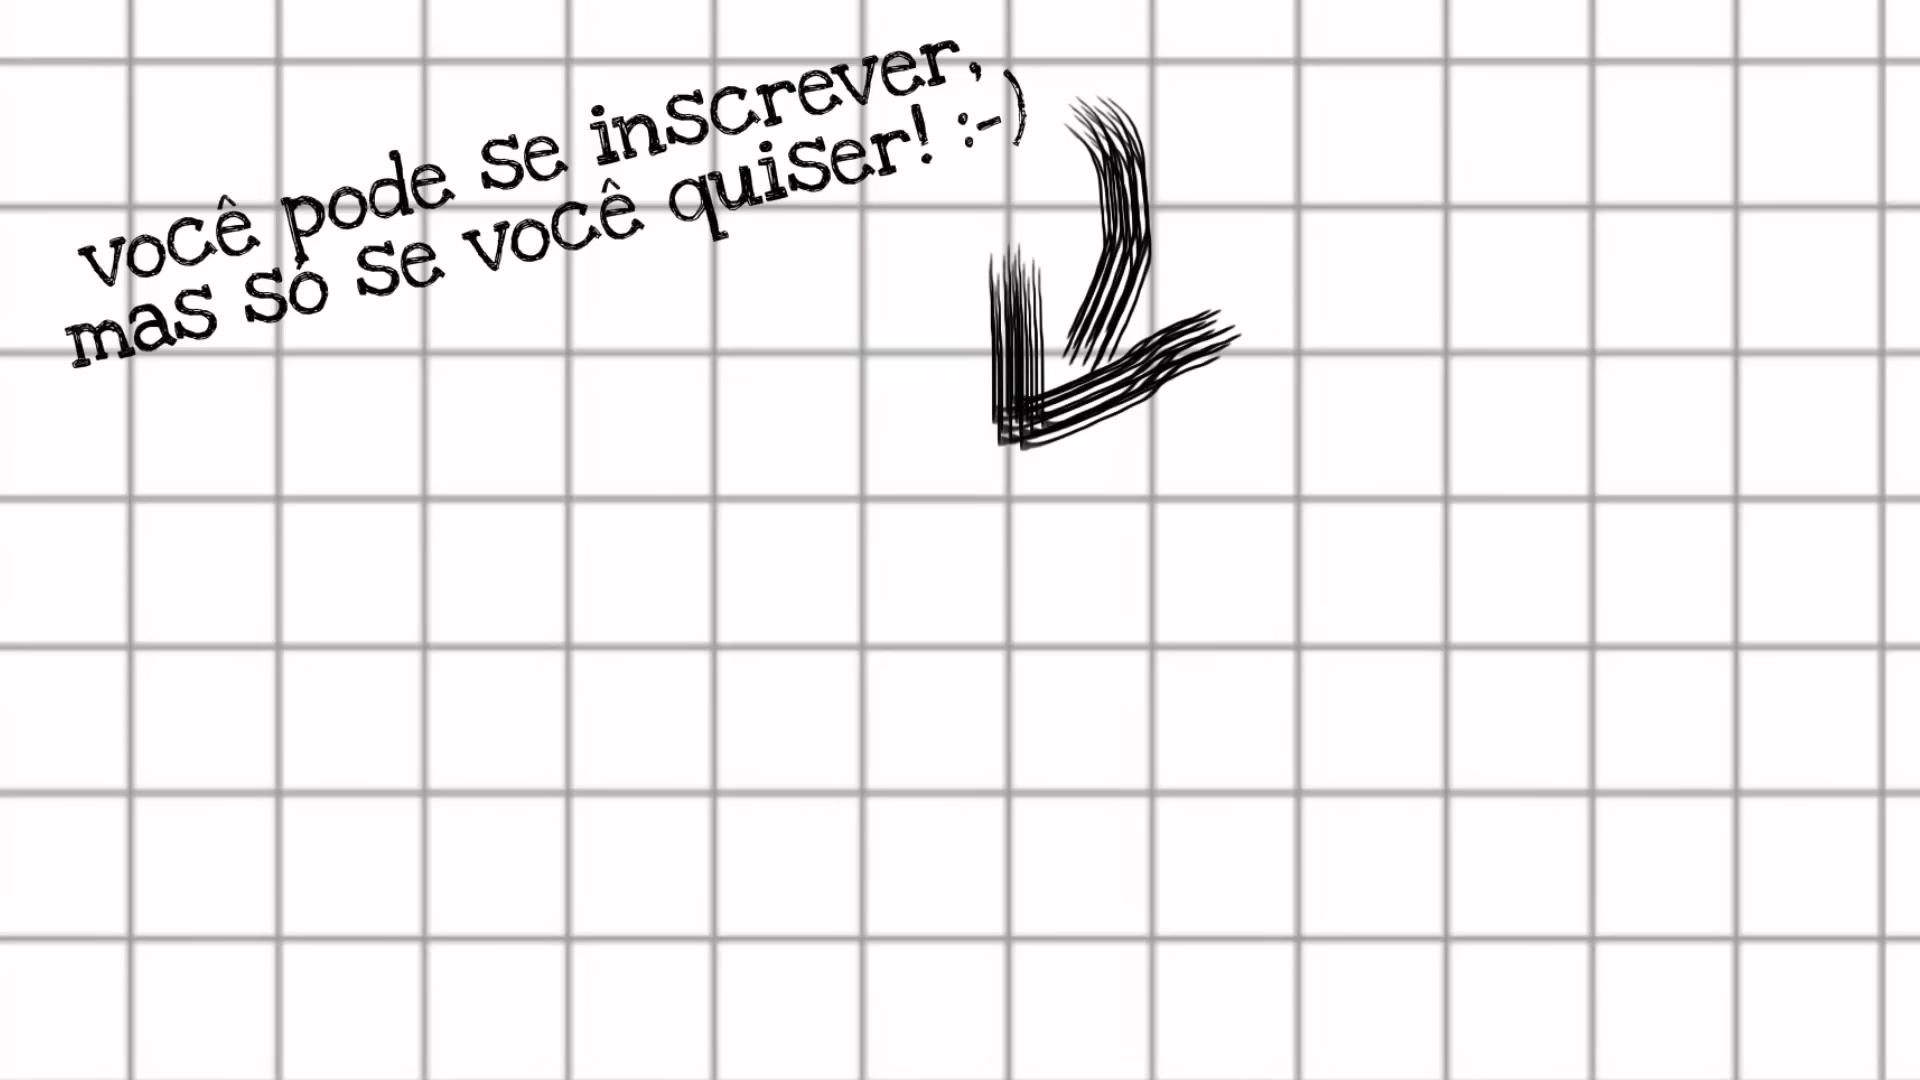 você pode se inscrever,
mas só se você quiser! :-)